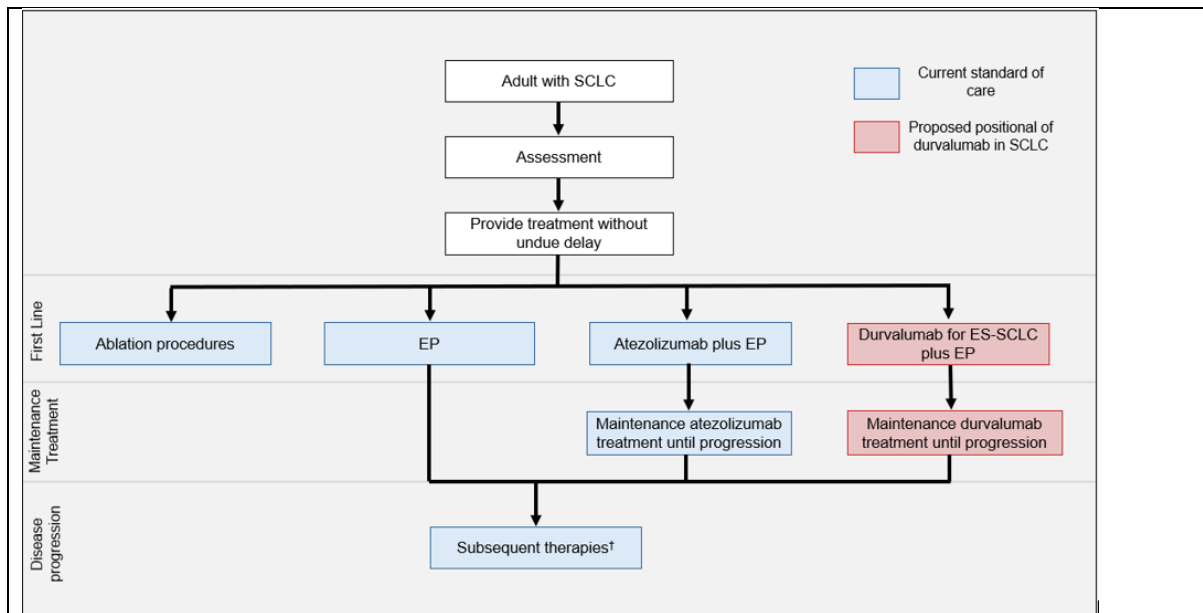 Adult with SCLC
Current standard of
care
Proposed positional of
durvalumab in SCLC
Assessment
Provide treatment without
undue delay
First Line
Ablation procedures
EP
Atezolizumab plus EP
Durvalumab for ES-SCLC
plus EP
Maintenance
Treatment
Maintenance atezolizumab
treatment until progression
Maintenance durvalumab
treatment until progression
Disease
progression
Subsequent therapies†